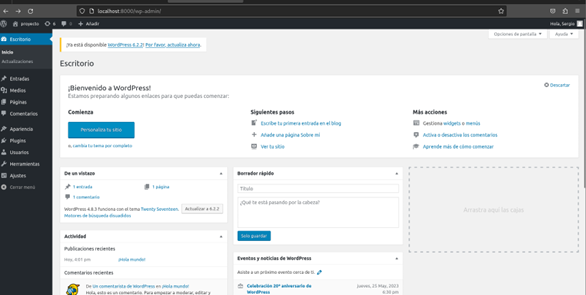 localhost:8000/wp-admin/
proyecto
6
1
Añadir
Hola, Sergio
Escritorio
Inicio
Actualizaciones
Entradas
Medios
Páginas
Comentarios
Apariencia
Plugins
Usuarios
Herramientas
Ajustes
Cerrar menú
Opciones de pantalla
Ayuda
¡Ya está disponible WordPress 6.2.2! Por favor, actualiza ahora.
Escritorio
¡Bienvenido a WordPress!
Estamos preparando algunos enlaces para que puedas comenzar:
Descartar
Comienza
Personaliza tu sitio
o, cambia tu tema por completo
Siguientes pasos
Escribe tu primera entrada en el blog
Añade una página Sobre mí
Ver tu sitio
Más acciones
Gestiona widgets o menús
Activa o desactiva los comentarios
Aprende más de cómo comenzar
De un vistazo
1 entrada
1 página
1 comentario
WordPress 4.8.3 funciona con el tema Twenty Seventeen.
Actualizar a 6.2.2
Motores de búsqueda disuadidos
Actividad
Publicaciones recientes
Hoy, 4:01 pm
¡Hola mundo!
Comentarios recientes
De Un comentarista de WordPress en ¡Hola mundo!
Hola, esto es un comentario. Para empezar a moderar, editar y
Borrador rápido
Título
¿Qué te está pasando por la cabeza?
Solo guardar
Eventos y noticias de WordPress
Asiste a un próximo evento cerca de ti.
Celebración 20º aniversario de
WordPress
jueves, 25 May, 2023
6:30 pm
Arrastra aquí las cajas